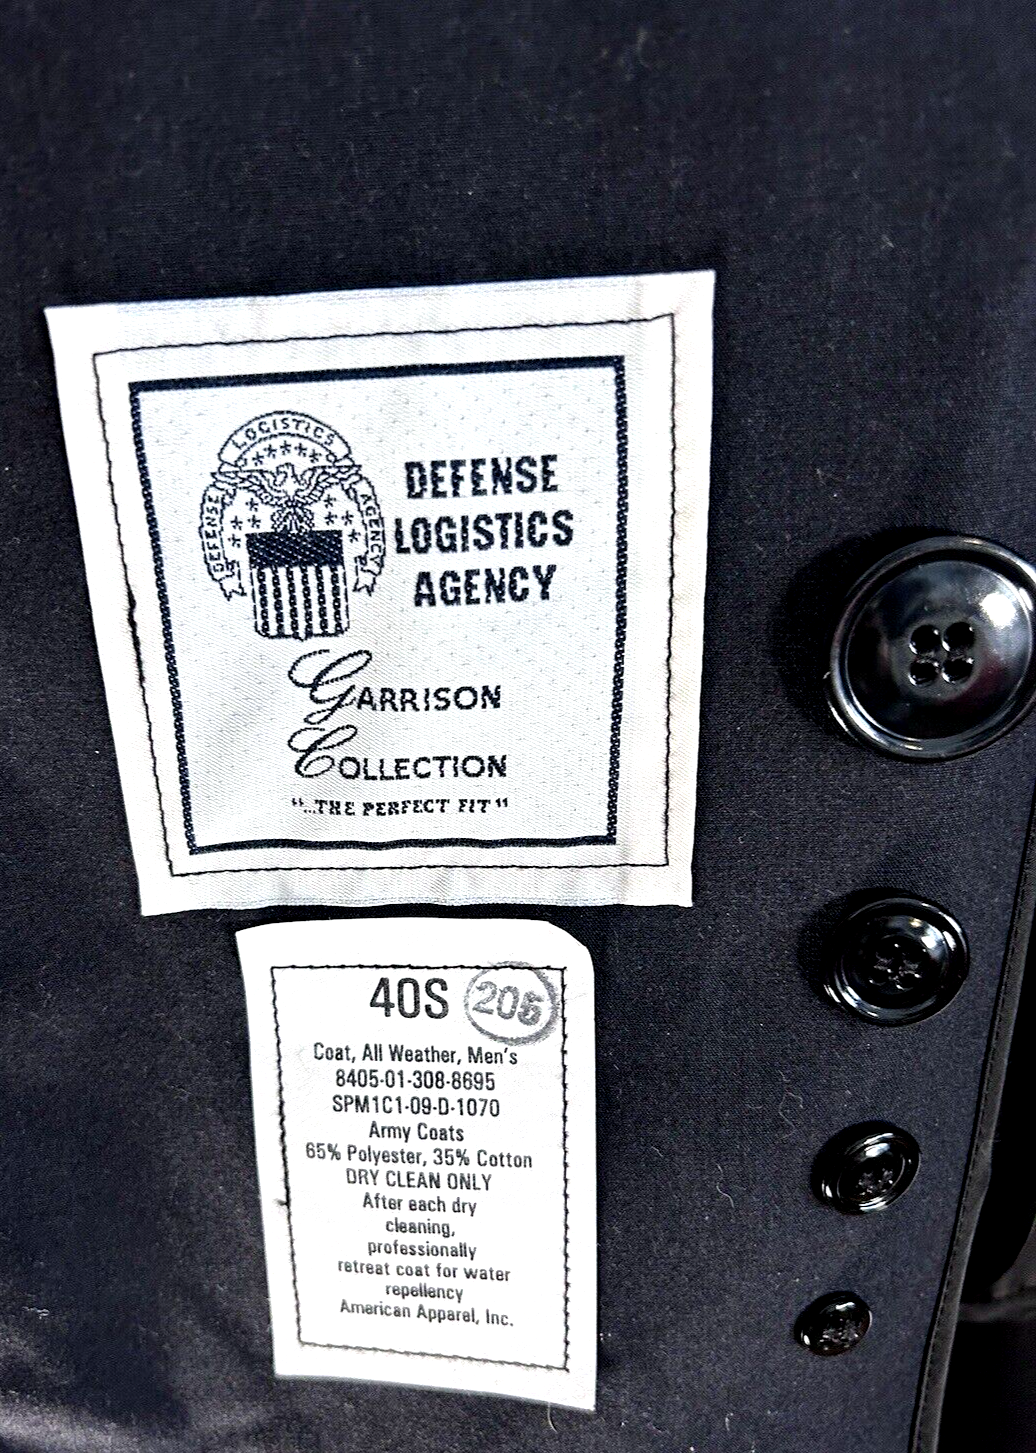 LOGISTICS
DEFENSE
AGENCY
DEFENSE
LOGISTICS
AGENCY
GARRISON
COLLECTION
"...THE PERFECT FIT"
40S 205
Coat, All Weather, Men's
8405-01-308-8695
SPM1C1-09-D-1070
Army Coats
65% Polyester, 35% Cotton
DRY CLEAN ONLY
After each dry
cleaning,
professionally
retreat coat for water
repellency
American Apparel, Inc.